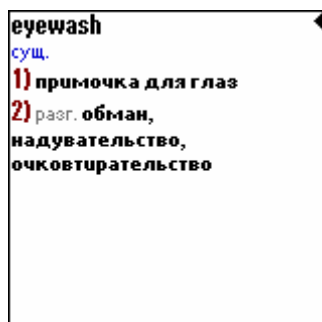 eyewash
сущ.
1) примочка для глаз
2) разг. обман,
надувательство,
очковтирательство